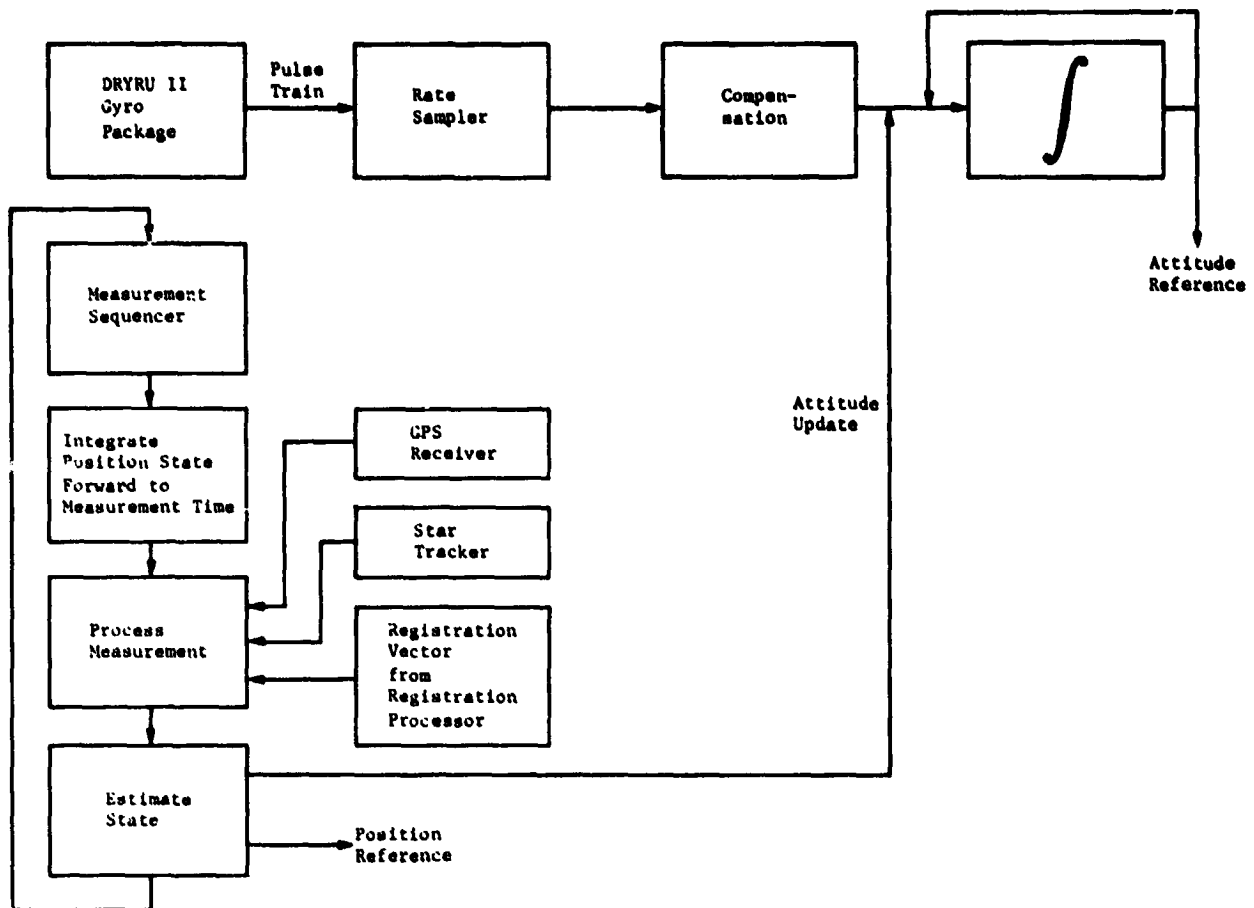 DRYRU II
Gyro
Package
Pulse
Train
Rate
Sampler
Compen-
sation
∫
Attitude
Reference
Measurement
Sequencer
Integrate
Position State
Forward to
Measurement Time
GPS
Receiver
Attitude
Update
Star
Tracker
Process
Measurement
Registration
Vector
from
Registration
Processor
Estimate
State
Position
Reference